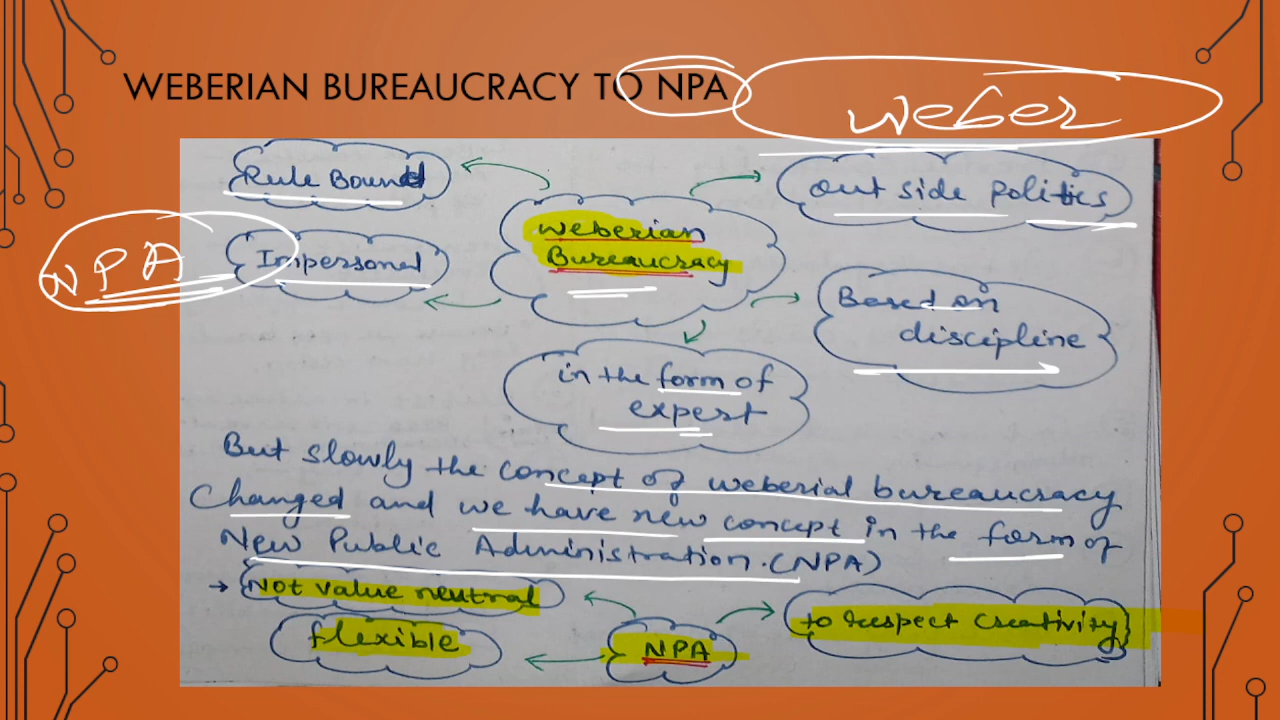 WEBERIAN BUREAUCRACY TO NPA
weber
Rule Bound
out side politics
NPA
Impersonal
Weberian
Bureaucracy
Based on
discipline
in the form of
expert
But slowly the concept of weberial bureaucracy
Changed and we have new concept in the form of
New Public Administration.(NPA)
→ Not value neutral
to respect Creativity
flexible
NPA